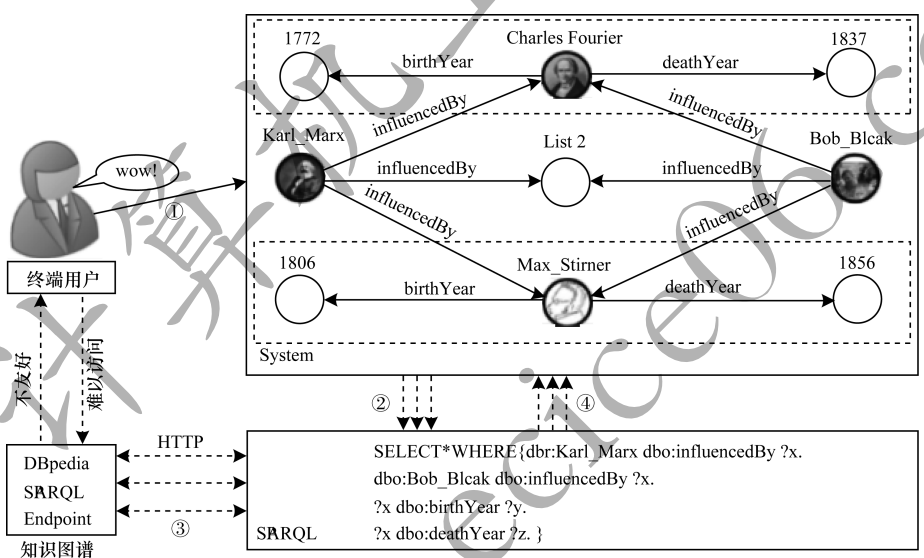 1772
Charles Fourier
1837
birthYear
deathYear
influencedBy
influencedBy
Karl_Marx
List 2
Bob_Blcak
wow!
influencedBy
influencedBy
①
influencedBy
influencedBy
终端用户
1806
Max_Stirner
1856
birthYear
deathYear
System
不友好
难以访问
②
④
HTTP
DBpedia
SPARQL
Endpoint
③
知识图谱
SELECT*WHERE{dbr:Karl_Marx dbo:influencedBy ?x.
dbo:Bob_Blcak dbo:influencedBy ?x.
?x dbo:birthYear ?y.
SPARQL ?x dbo:deathYear ?z. }